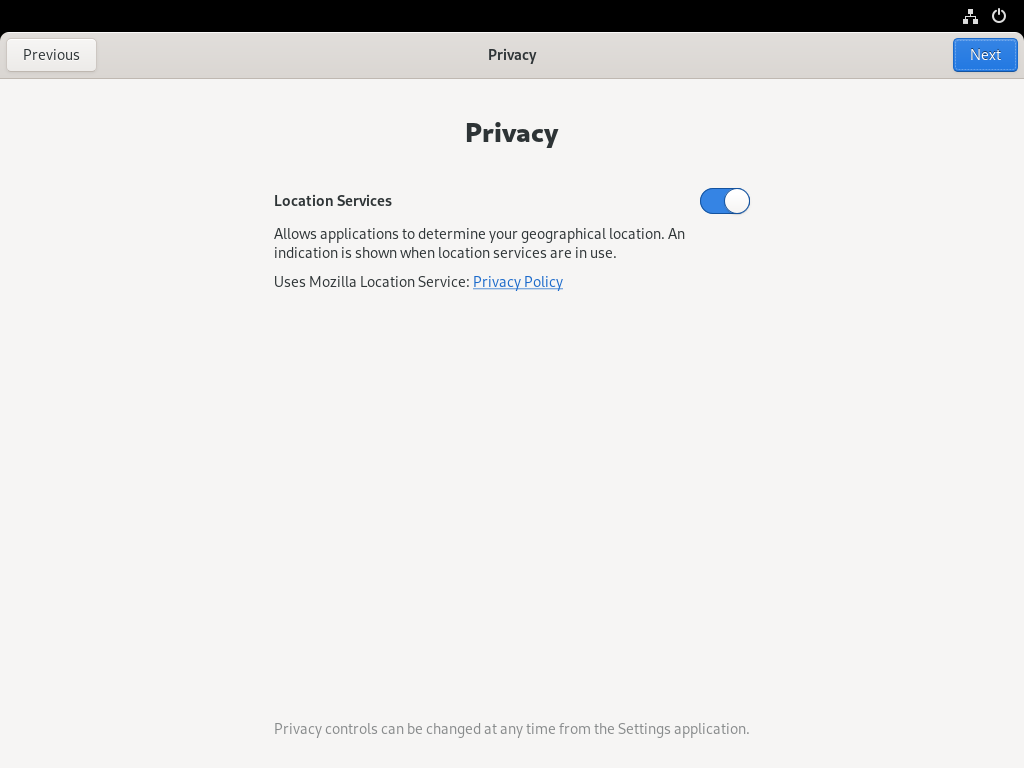 Previous
Privacy
Next
Privacy
Location Services
Allows applications to determine your geographical location. An
indication is shown when location services are in use.
Uses Mozilla Location Service: Privacy Policy
Privacy controls can be changed at any time from the Settings application.